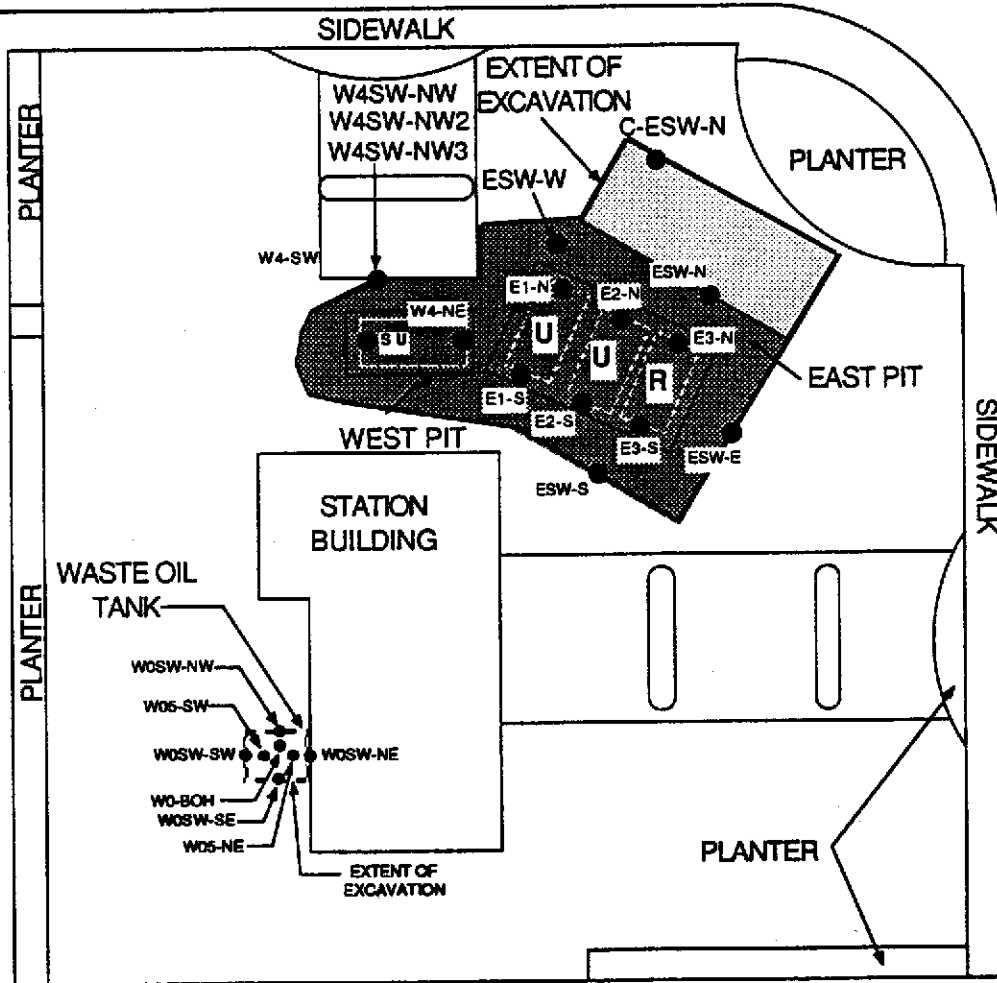 SIDEWALK
PLANTER
W4SW-NW
W4SW-NW2
W4SW-NW3
EXTENT OF
EXCAVATION
C-ESW-N
PLANTER
ESW-W
W4-SW
ESW-N
E1-N
E2-N
W4-NE
S U
U
U
R
E3-N
EAST PIT
E1-S
E2-S
E3-S
ESW-E
WEST PIT
ESW-S
SIDEWALK
STATION
BUILDING
WASTE OIL
TANK
PLANTER
W0SW-NW
W05-SW
W0SW-SW
W0SW-NE
W0-BOH
W0SW-SE
W05-NE
EXTENT OF
EXCAVATION
PLANTER